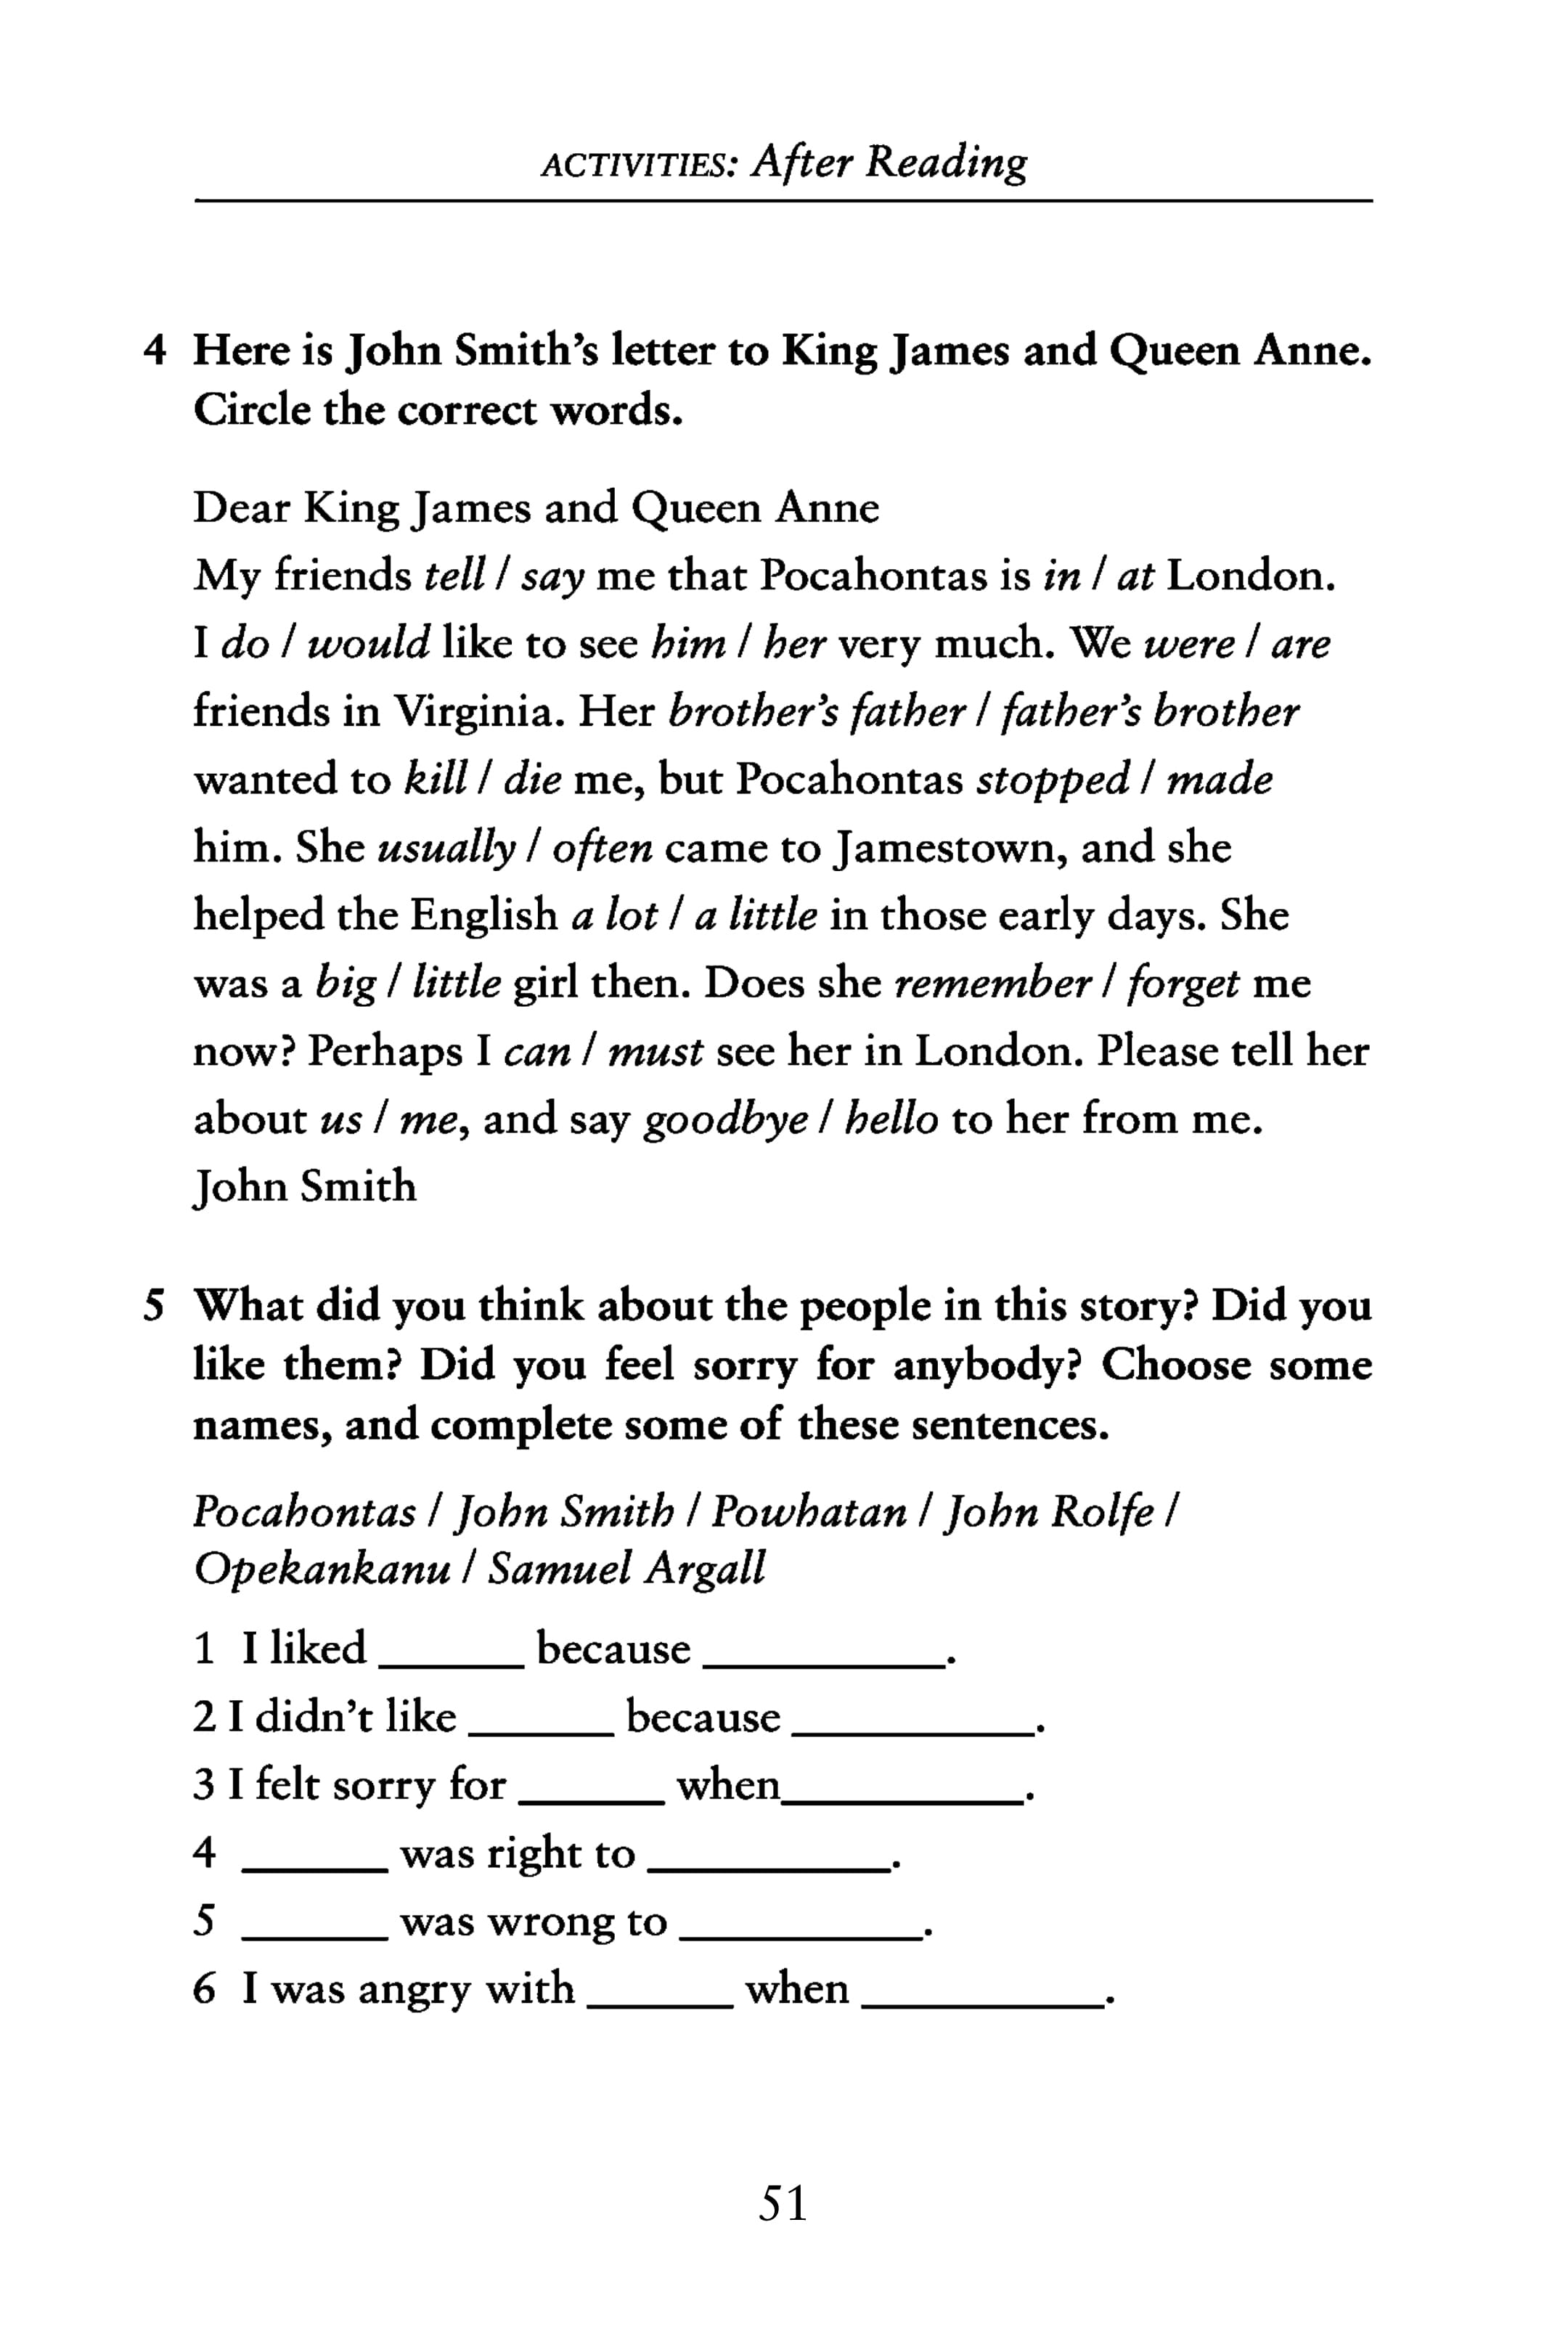 ACTIVITIES: After Reading
4 Here is John Smith's letter to King James and Queen Anne.
Circle the correct words.
Dear King James and Queen Anne
My friends tell / say me that Pocahontas is in / at London.
I do / would like to see him / her very much. We were / are
friends in Virginia. Her brother's father / father's brother
wanted to kill / die me, but Pocahontas stopped / made
him. She usually / often came to Jamestown, and she
helped the English a lot / a little in those early days. She
was a big / little girl then. Does she remember / forget me
now? Perhaps I can / must see her in London. Please tell her
about us / me, and say goodbye / hello to her from me.
John Smith
5 What did you think about the people in this story? Did you
like them? Did you feel sorry for anybody? Choose some
names, and complete some of these sentences.
Pocahontas / John Smith / Powhatan / John Rolfe /
Opekankanu / Samuel Argall
1 I liked ______ because __________.
2 I didn't like ______ because __________.
3 I felt sorry for ______ when__________.
4 ______ was right to __________.
5 ______ was wrong to __________.
6 I was angry with ______ when __________.
51